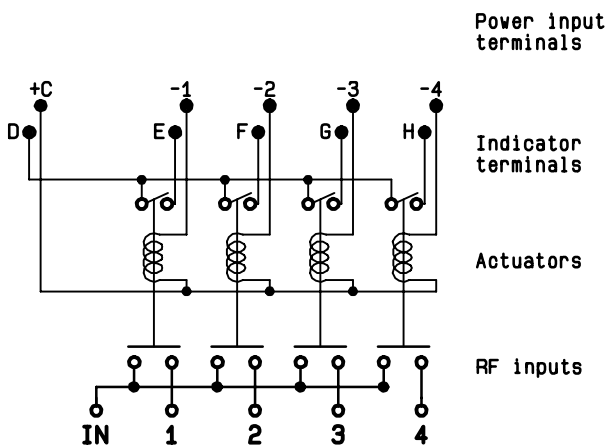 Power input
terminals
+C -1 -2 -3 -4
D E F G H
Indicator
terminals
Actuators
RF inputs
IN 1 2 3 4